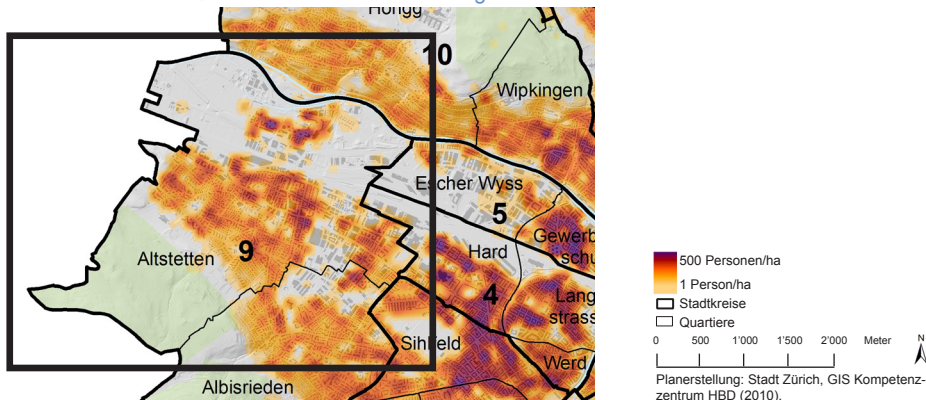 Höngg
10
Wipkingen
Escher Wyss
5
Altstetten
9
Hard
4
Sihlfeld
Werd
Albisrieden
500 Personen/ha
1 Person/ha
Stadtkreise
Quartiere
0 500 1'000 1'500 2'000 Meter
N
Planerstellung: Stadt Zürich, GIS Kompetenz-
zentrum HBD (2010).